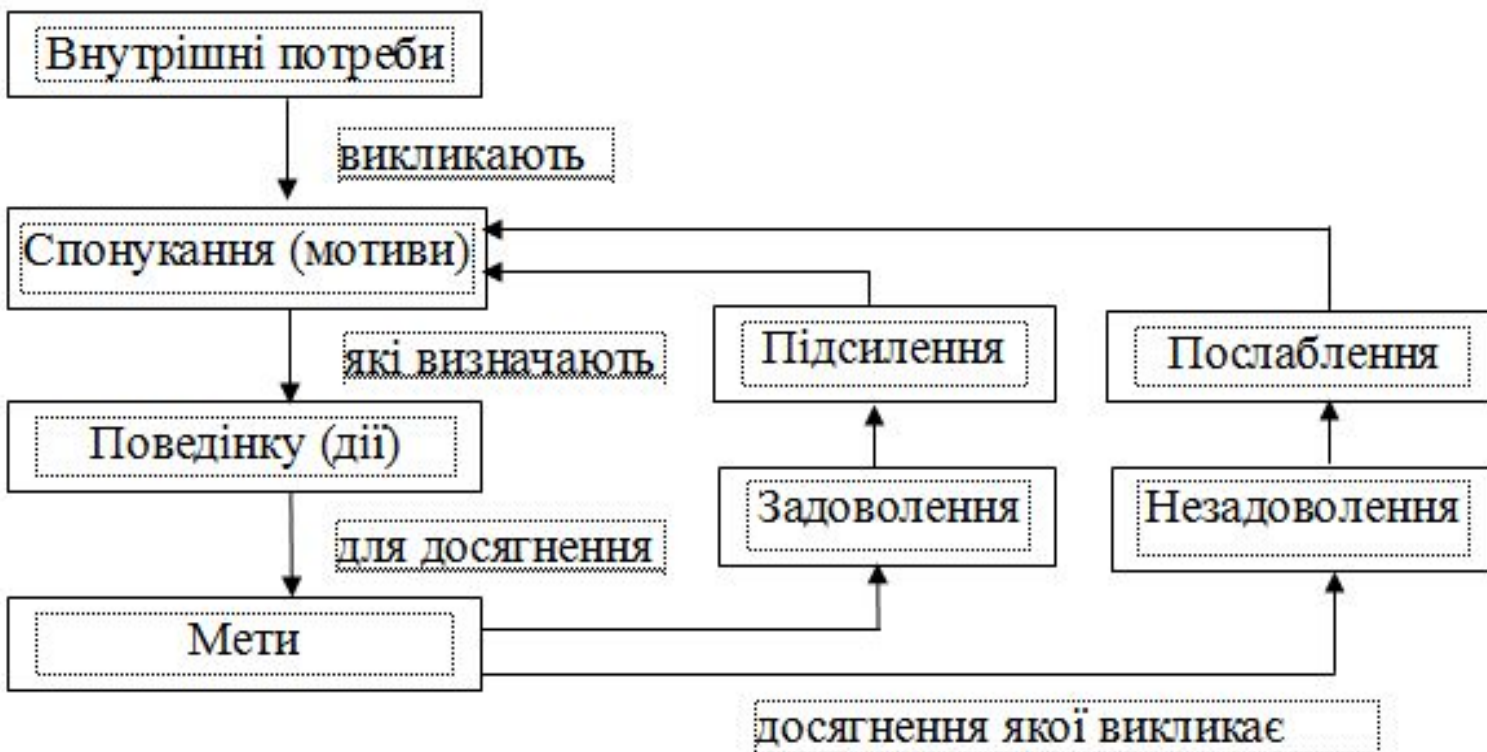 Внутрішні потреби
викликають
Спонукання (мотиви)
які визначають
Підсилення
Послаблення
Поведінку (дії)
Задоволення
Незадоволення
для досягнення
Мети
досягнення якої викликає